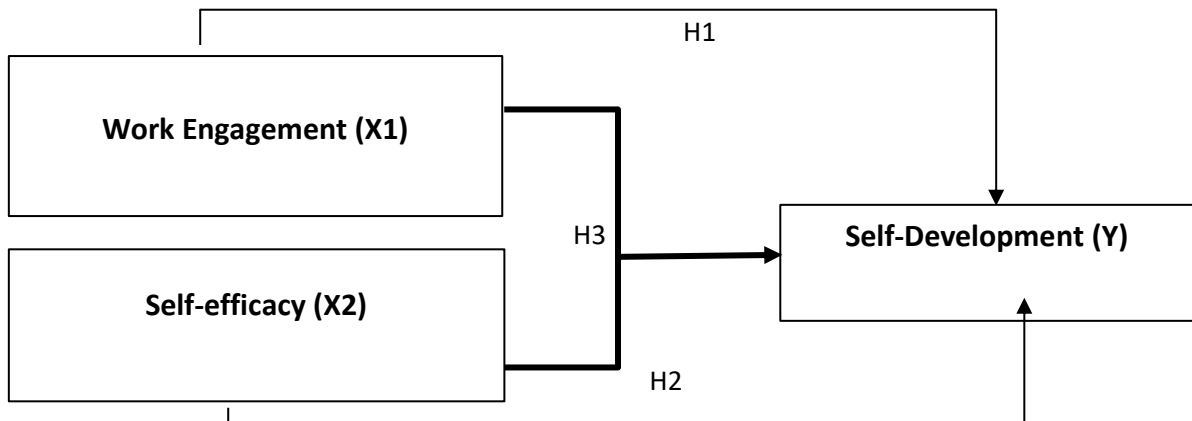 H1
Work Engagement (X1)
H3
Self-Development (Y)
Self-efficacy (X2)
H2